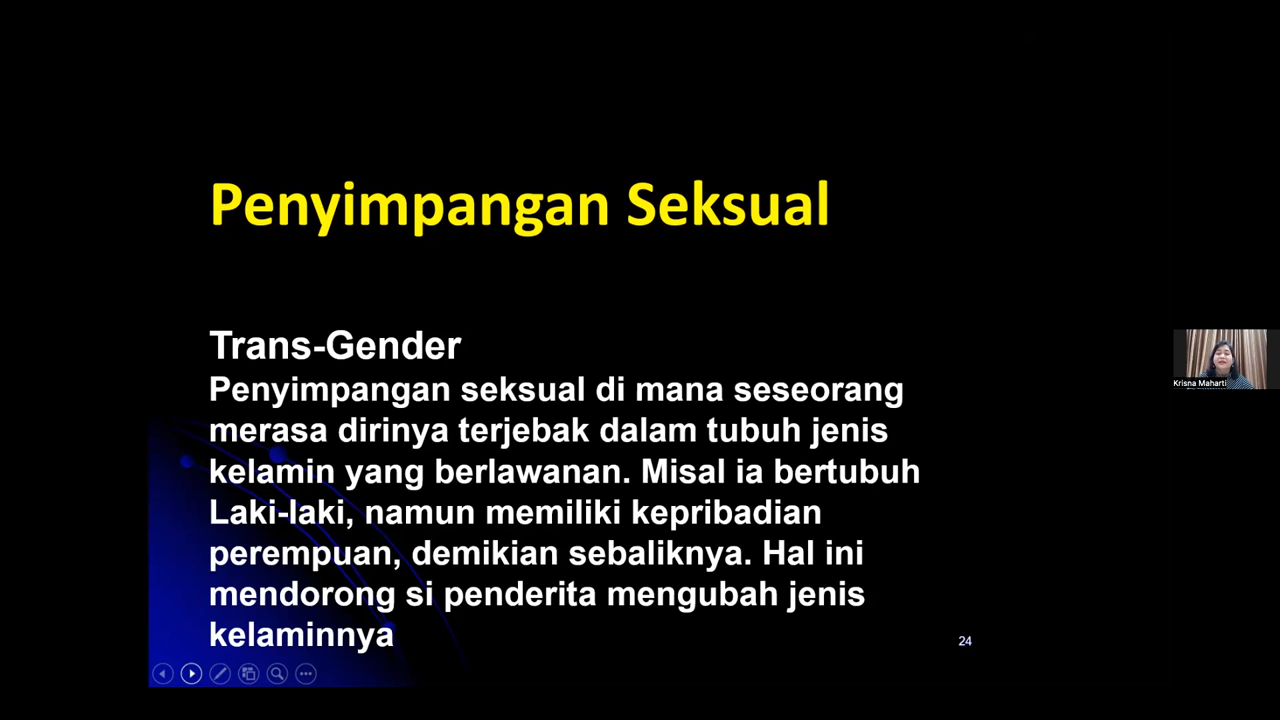 Penyimpangan Seksual
Trans-Gender
Penyimpangan seksual di mana seseorang
merasa dirinya terjebak dalam tubuh jenis
kelamin yang berlawanan. Misal ia bertubuh
Laki-laki, namun memiliki kepribadian
perempuan, demikian sebaliknya. Hal ini
mendorong si penderita mengubah jenis
kelaminnya
24
Krisna Maharti